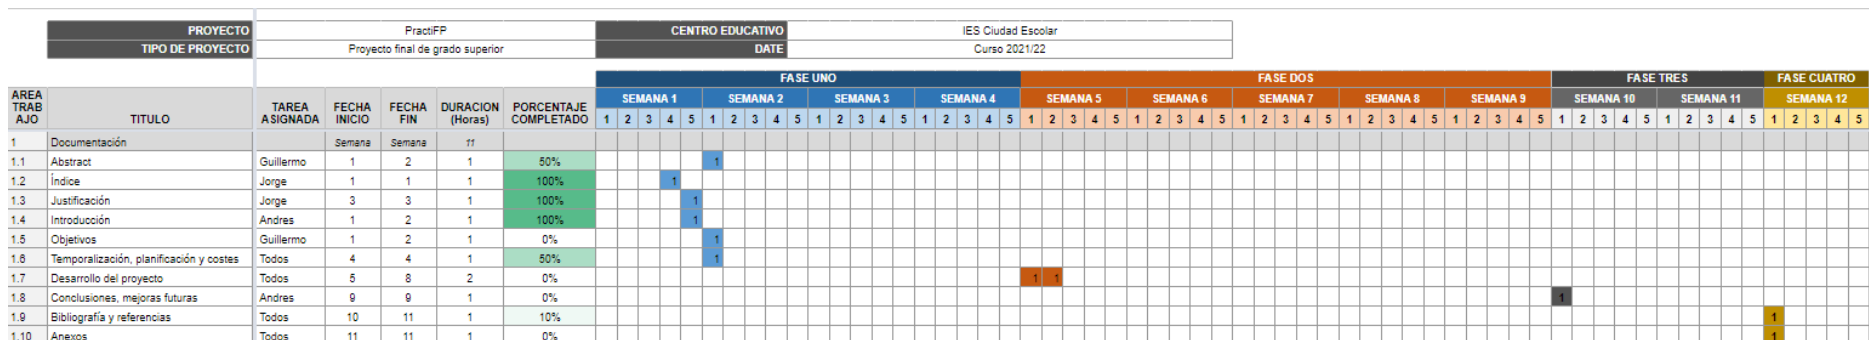 PROYECTO PractiFP CENTRO EDUCATIVO IES Ciudad Escolar
TIPO DE PROYECTO Proyecto final de grado superior DATE Curso 2021/22
FASE UNO FASE DOS FASE TRES FASE CUATRO
AREA TRAB AJO TITULO TAREA ASIGNADA FECHA INICIO FECHA FIN DURACION (Horas) PORCENTAJE COMPLETADO SEMANA 1 SEMANA 2 SEMANA 3 SEMANA 4 SEMANA 5 SEMANA 6 SEMANA 7 SEMANA 8 SEMANA 9 SEMANA 10 SEMANA 11 SEMANA 12
1 2 3 4 5 1 2 3 4 5 1 2 3 4 5 1 2 3 4 5 1 2 3 4 5 1 2 3 4 5 1 2 3 4 5 1 2 3 4 5 1 2 3 4 5 1 2 3 4 5 1 2 3 4 5 1 2 3 4 5
1 Documentación Semana Semana 11
1.1 Abstract Guillermo 1 2 1 50% 1
1.2 Índice Jorge 1 1 1 100% 1
1.3 Justificación Jorge 3 3 1 100% 1
1.4 Introducción Andres 1 2 1 100% 1
1.5 Objetivos Guillermo 1 2 1 0% 1
1.6 Temporalización, planificación y costes Todos 4 4 1 50% 1
1.7 Desarrollo del proyecto Todos 5 8 2 0% 1 1
1.8 Conclusiones, mejoras futuras Andres 9 9 1 0% 1
1.9 Bibliografía y referencias Todos 10 11 1 10% 1
1.10 Anexos Todos 11 11 1 0% 1